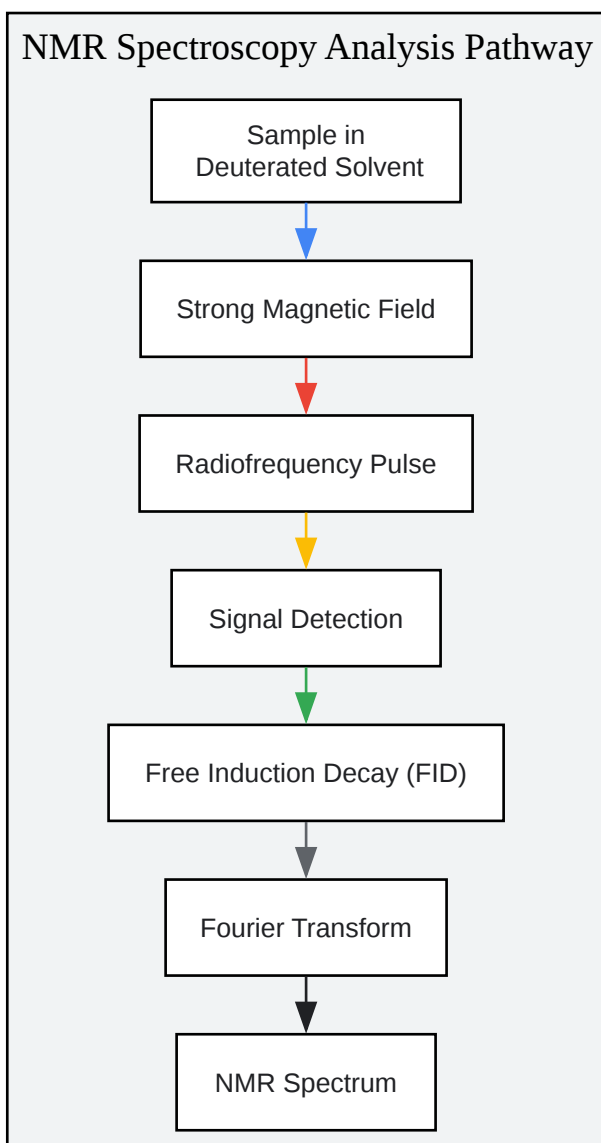 NMR Spectroscopy Analysis Pathway
Sample in
Deuterated Solvent
Strong Magnetic Field
Radiofrequency Pulse
Signal Detection
Free Induction Decay (FID)
Fourier Transform
NMR Spectrum